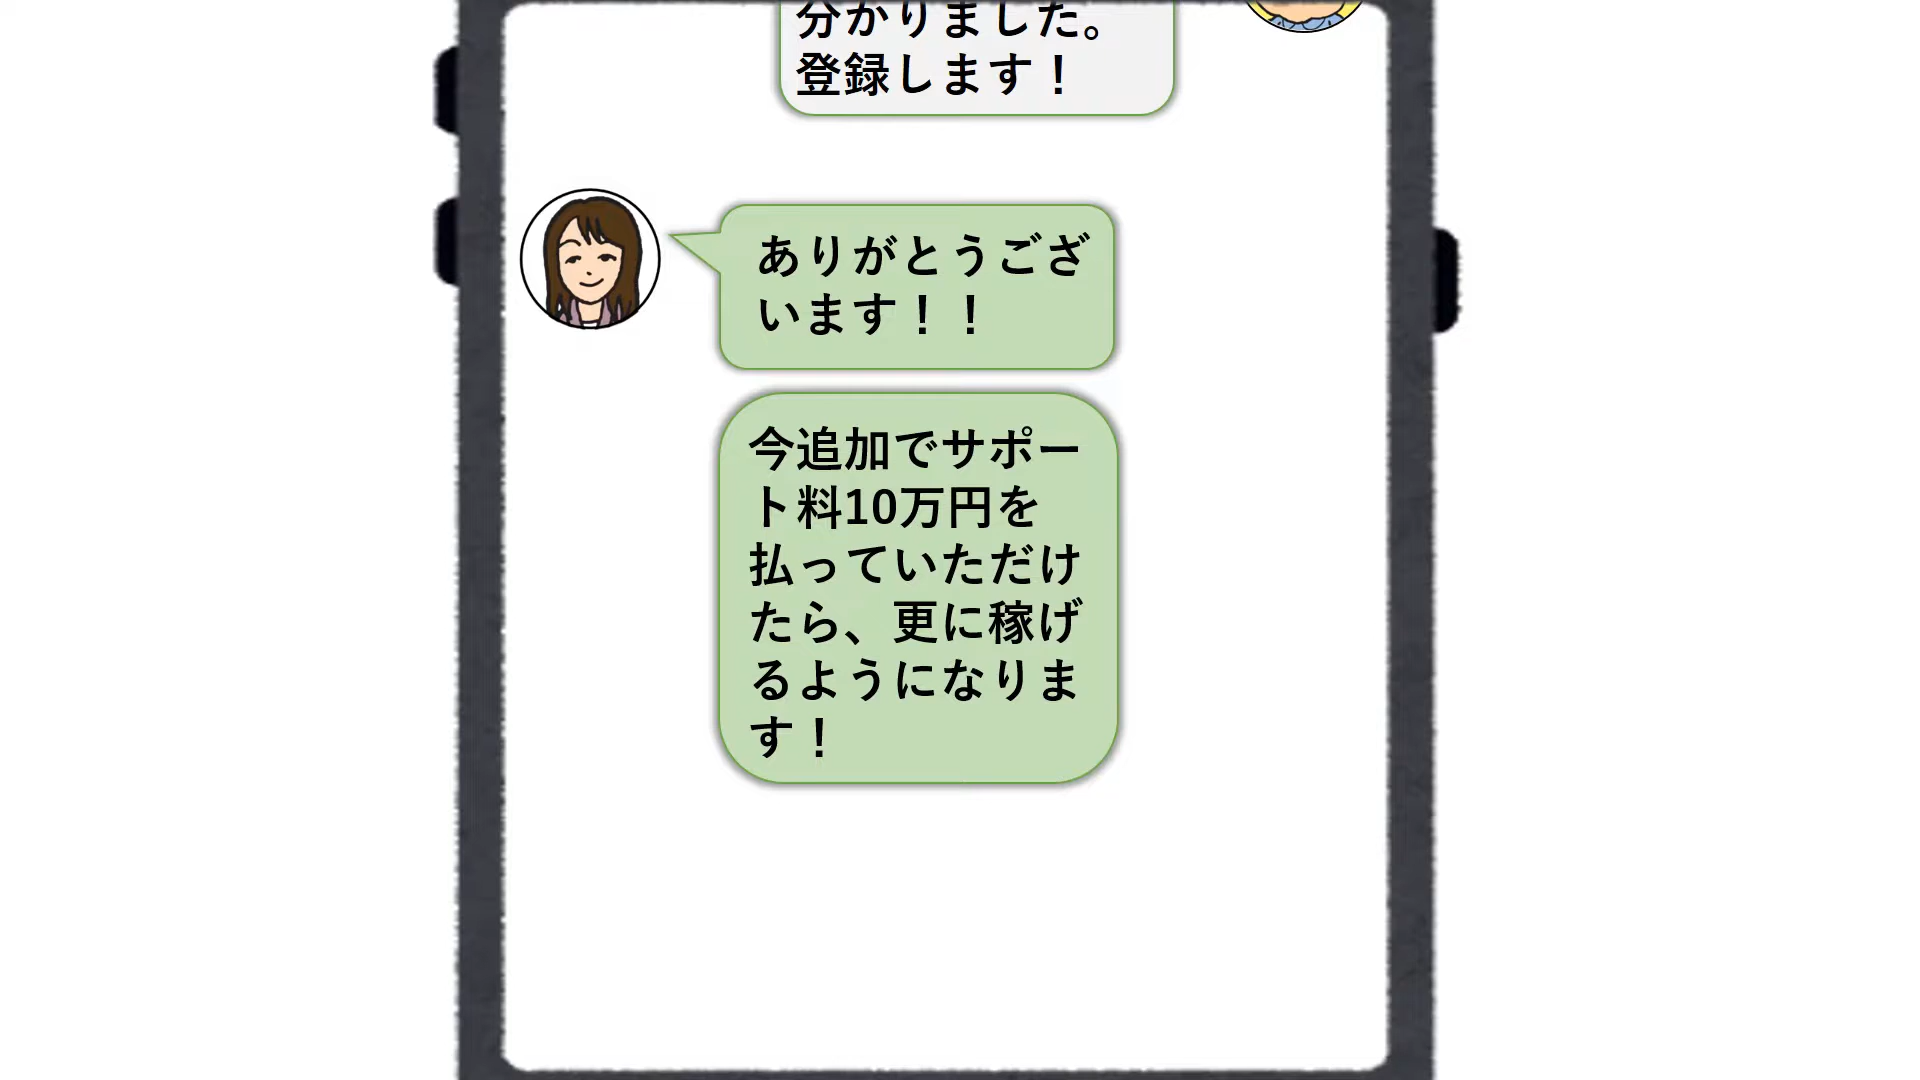 分かりました。
登録します！
ありがとうござ
います！！
今追加でサポー
ト料10万円を
払っていただけ
たら、更に稼げ
るようになりま
す！